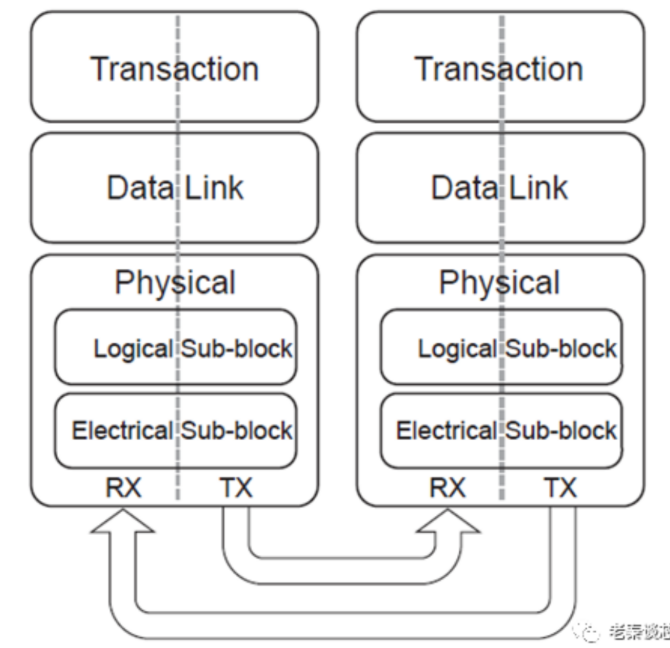 Transaction
Data Link
Physical
Logical Sub-block
Electrical Sub-block
RX TX
Transaction
Data Link
Physical
Logical Sub-block
Electrical Sub-block
RX TX
老秦谈